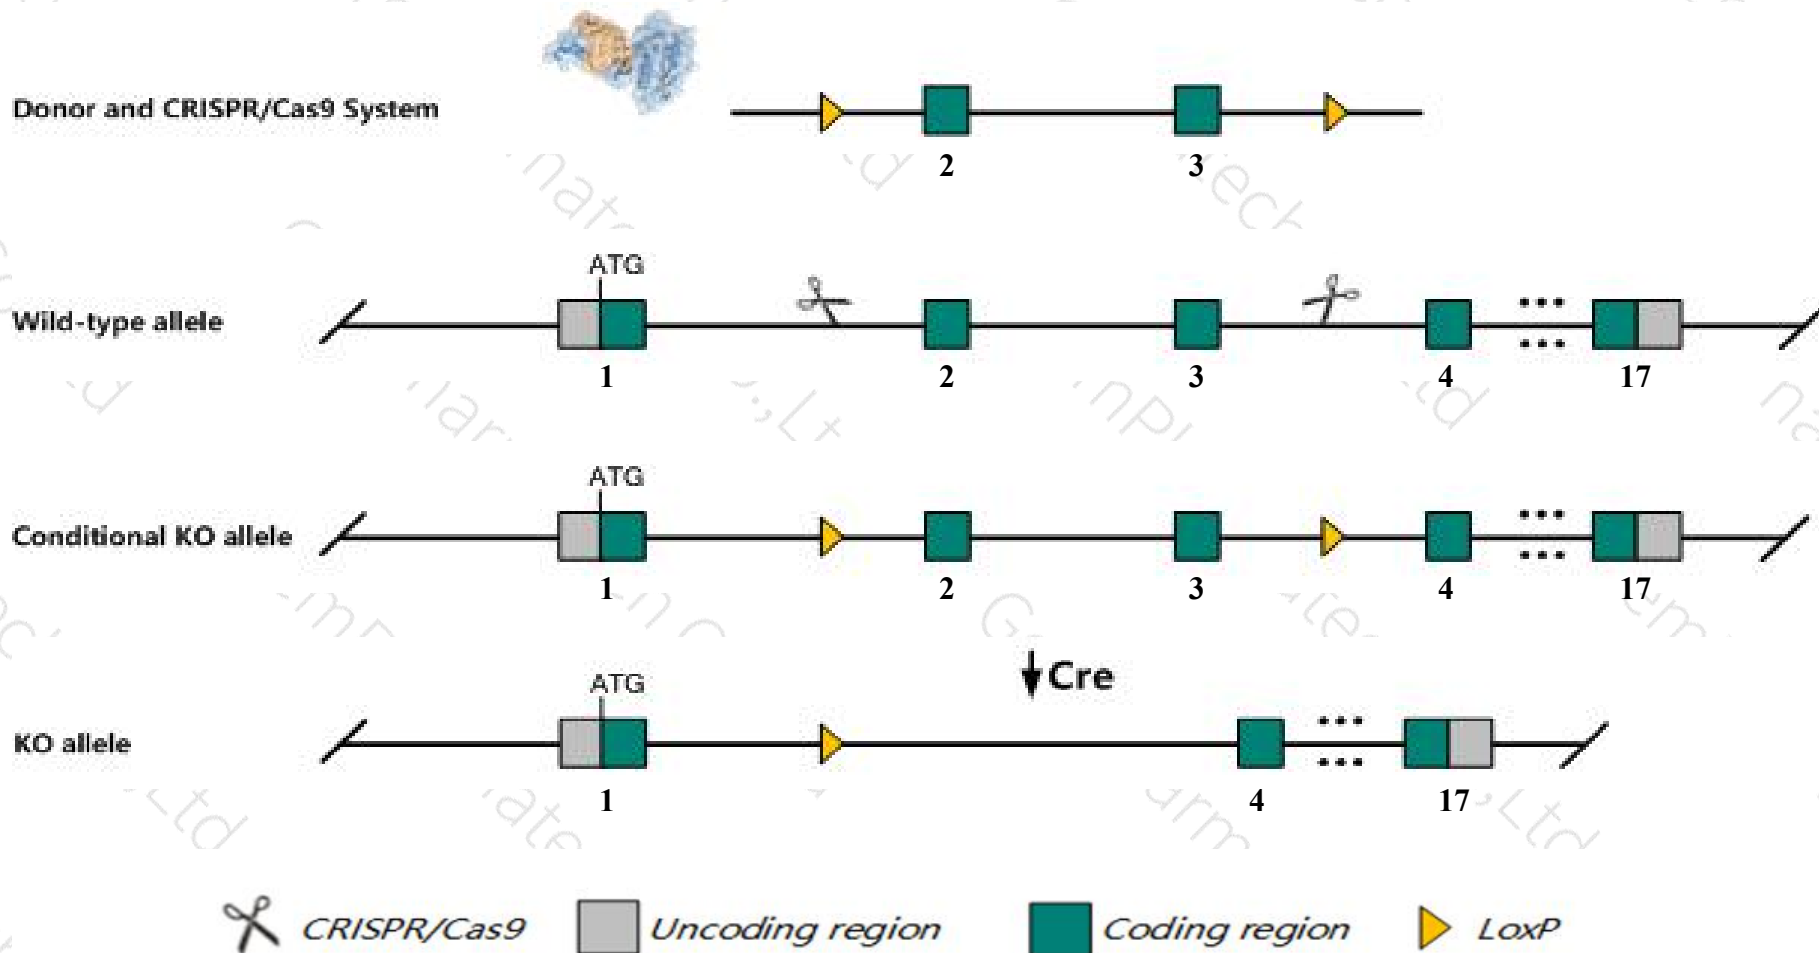 Donor and CRISPR/Cas9 System
2 3
ATG
Wild-type allele
1 2 3 4 17
ATG
Conditional KO allele
1 2 3 4 17
Cre
ATG
KO allele
1 4 17
CRISPR/Cas9 Uncoding region Coding region LoxP